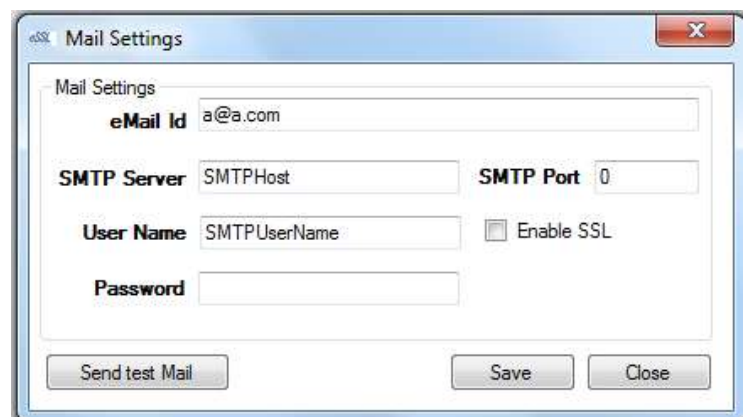 eSSL Mail Settings
Mail Settings
eMail Id a@a.com
SMTP Server SMTPHost SMTP Port 0
User Name SMTPUserName Enable SSL
Password
Send test Mail Save Close